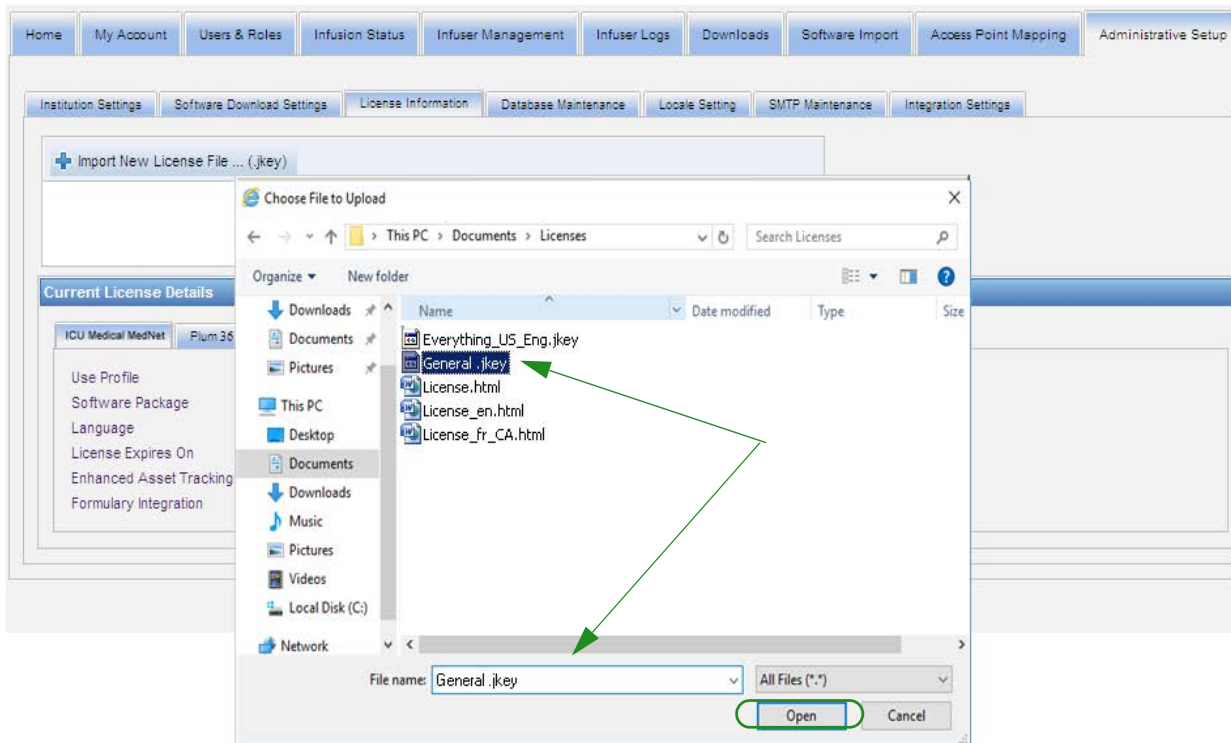 Home My Account Users & Roles Infusion Status Infuser Management Infuser Logs Downloads Software Import Access Point Mapping Administrative Setup
Institution Settings Software Download Settings License Information Database Maintenance Locale Setting SMTP Maintenance Integration Settings
Import New License File ... (.jkey)
Current License Details
ICU Medical MedNet Plum 36
Use Profile
Software Package
Language
License Expires On
Enhanced Asset Tracking
Formulary Integration
Choose File to Upload
This PC > Documents > Licenses Search Licenses
Organize New folder
Downloads
Documents
Pictures
This PC
Desktop
Documents
Downloads
Music
Pictures
Videos
Local Disk (C:)
Network
Name Date modified Type Size
Everything_US_Eng.jkey
General .jkey
License.html
License_en.html
License_fr_CA.html
File name: General .jkey All Files (*.*)
Open Cancel